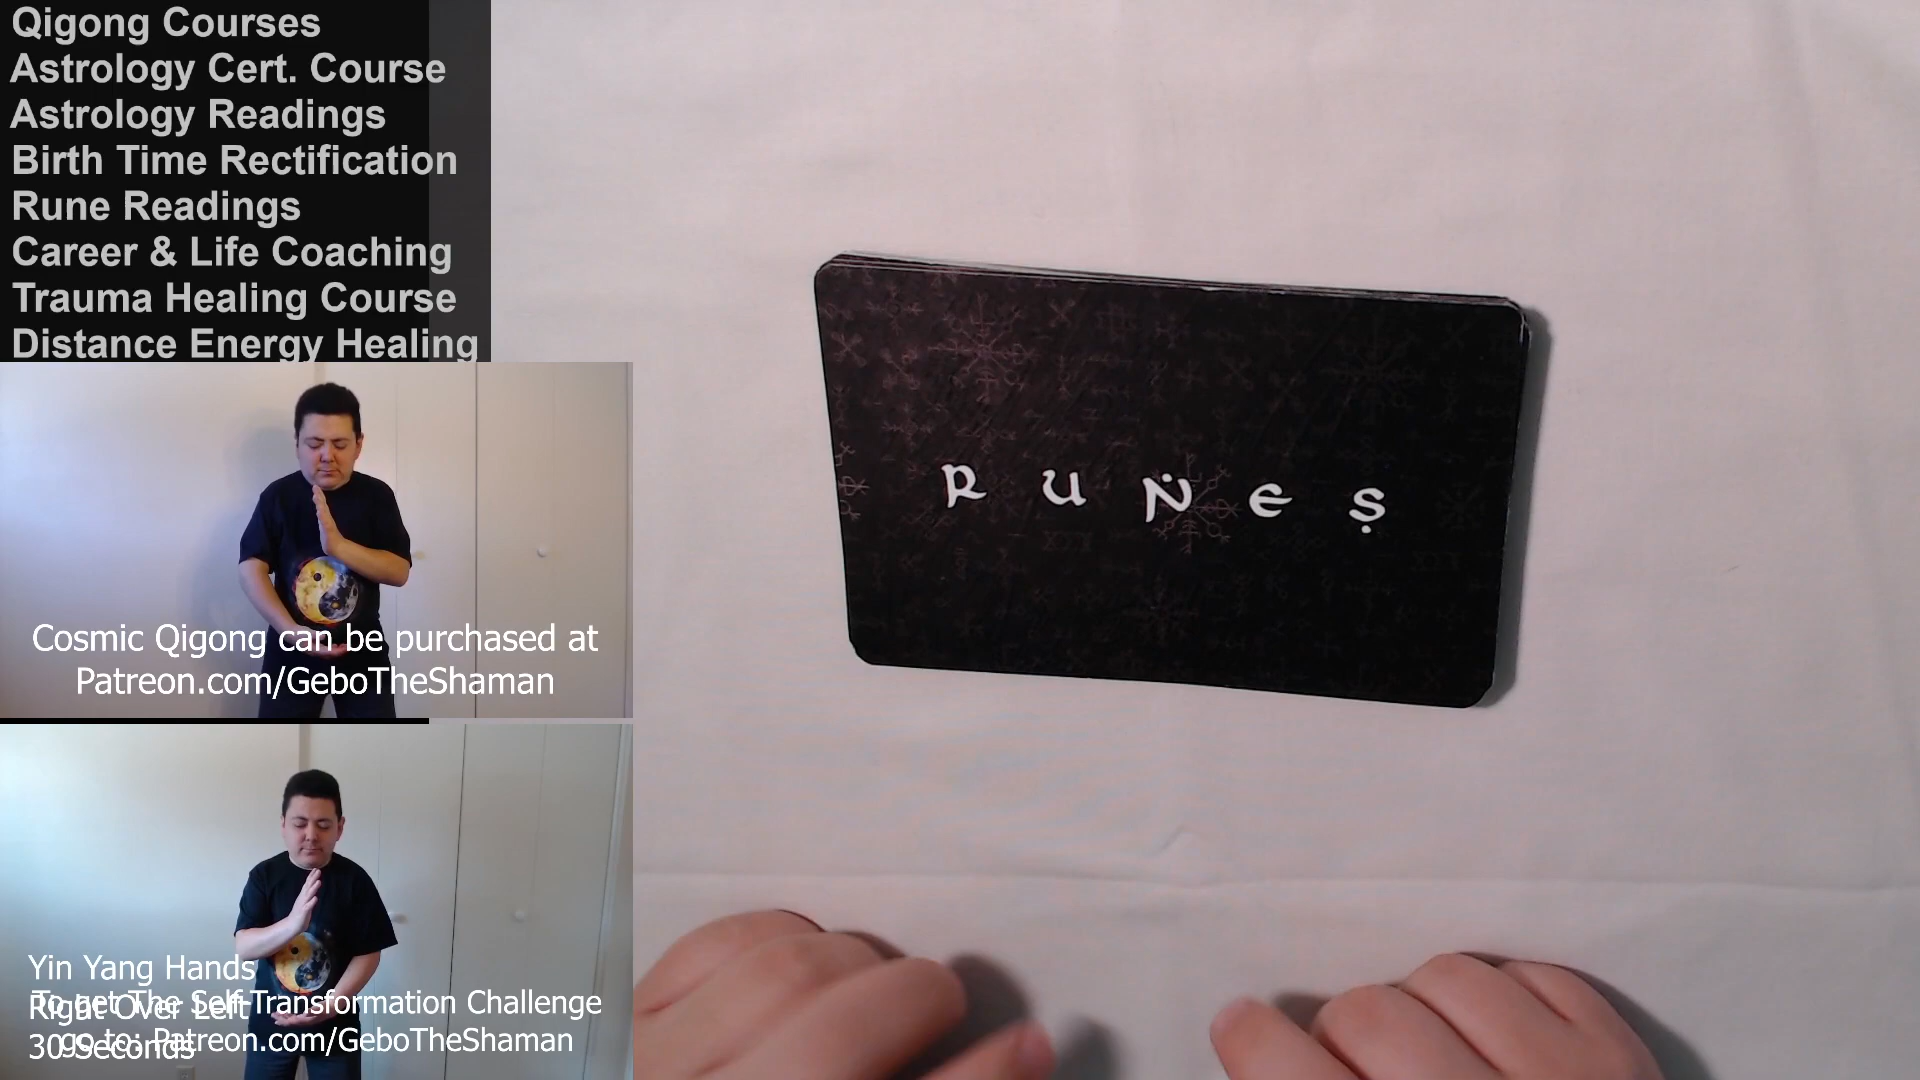 Qigong Courses
Astrology Cert. Course
Astrology Readings
Birth Time Rectification
Rune Readings
Career & Life Coaching
Trauma Healing Course
Distance Energy Healing
Cosmic Qigong can be purchased at
Patreon.com/GeboTheShaman
Yin Yang Hands
Right Over Left
To get The Self Transformation Challenge
30 Seconds
go to: Patreon.com/GeboTheShaman
RUNES